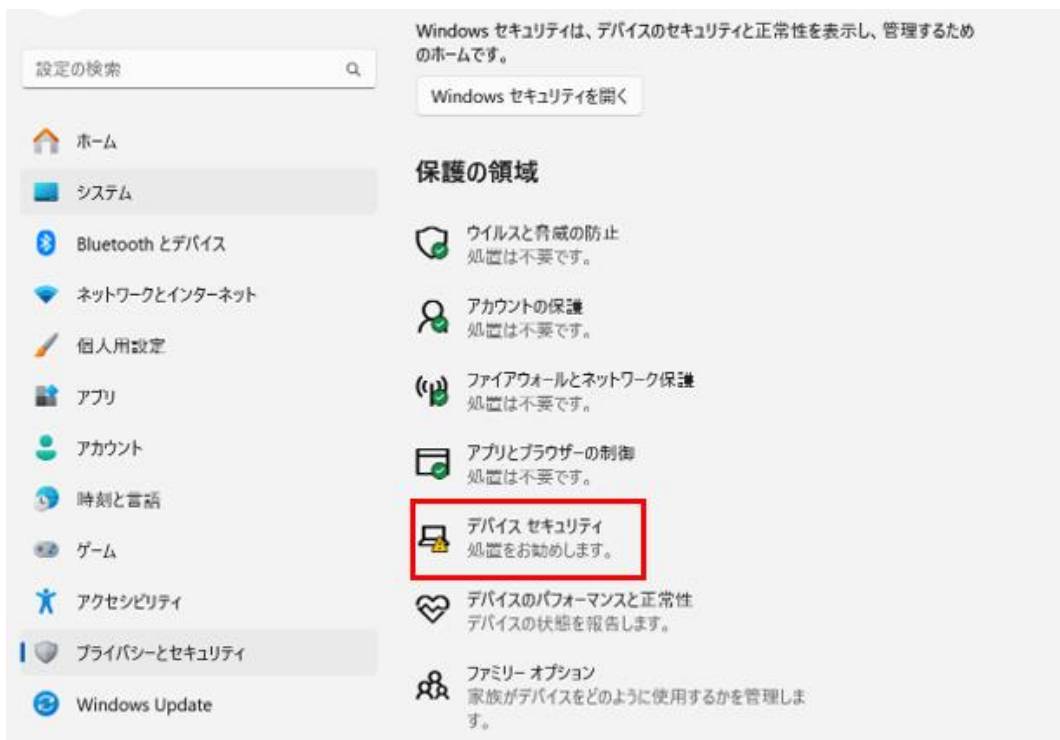 Windows セキュリティは、デバイスのセキュリティと正常性を表示し、管理するため
のホームです。
設定の検索
Windows セキュリティを開く
ホーム
システム
Bluetooth とデバイス
ネットワークとインターネット
個人用設定
アプリ
アカウント
時刻と言語
ゲーム
アクセシビリティ
プライバシーとセキュリティ
Windows Update
保護の領域
ウイルスと脅威の防止
処置は不要です。
アカウントの保護
処置は不要です。
ファイアウォールとネットワーク保護
処置は不要です。
アプリとブラウザーの制御
処置は不要です。
デバイス セキュリティ
処置をお勧めします。
デバイスのパフォーマンスと正常性
デバイスの状態を報告します。
ファミリー オプション
家族がデバイスをどのように使用するかを管理しま
す。